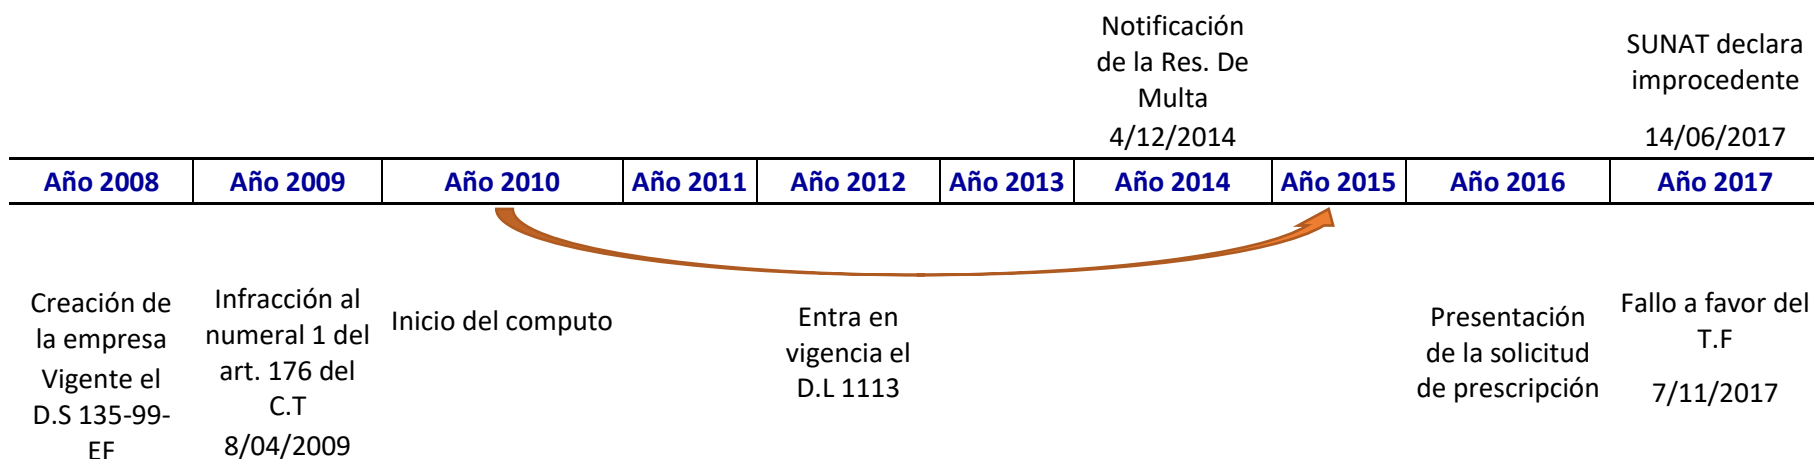 Notificación
de la Res. De
Multa
4/12/2014
SUNAT declara
improcedente
14/06/2017
Año 2008 Año 2009 Año 2010 Año 2011 Año 2012 Año 2013 Año 2014 Año 2015 Año 2016 Año 2017
Creación de
la empresa
Vigente el
D.S 135-99-
EF
Infracción al
numeral 1 del
art. 176 del
C.T
8/04/2009
Inicio del computo
Entra en
vigencia el
D.L 1113
Presentación
de la solicitud
de prescripción
Fallo a favor del
T.F
7/11/2017